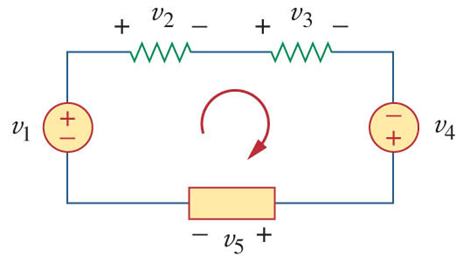 + v2 − + v3 −
v1 + − − + v4
− v5 +